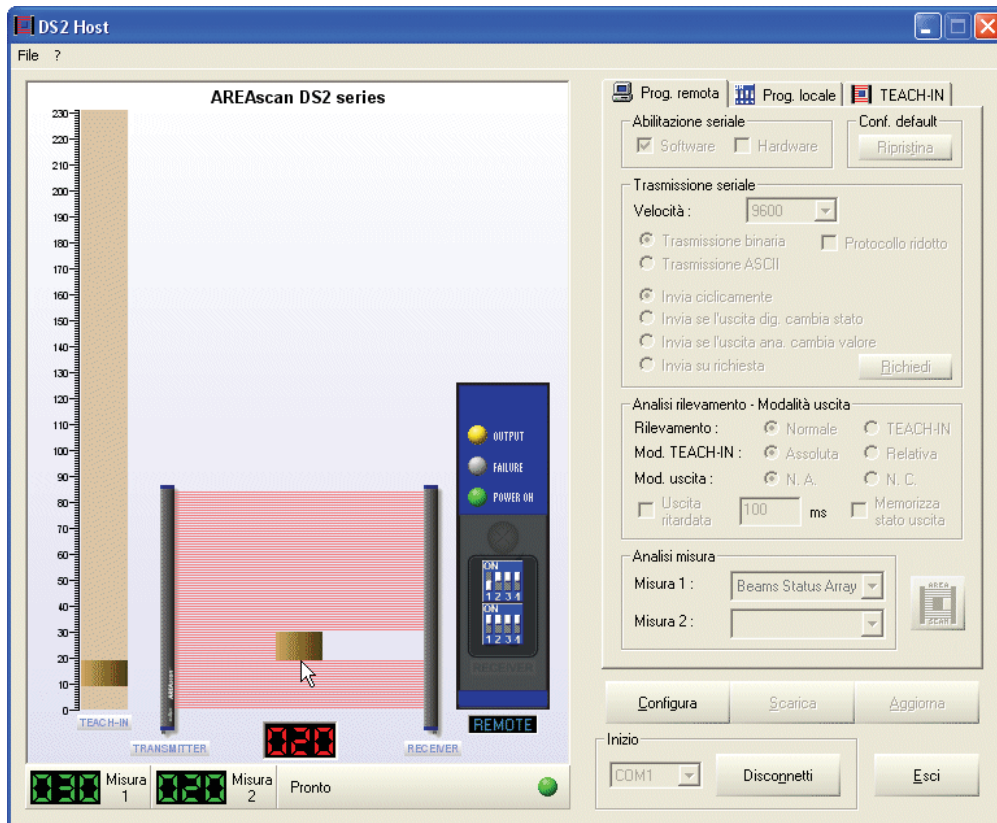 DS2 Host
File ?
AREAscan DS2 series
230
220
210
200
190
180
170
160
150
140
130
120
110
100
90
80
70
60
50
40
30
20
10
0
TEACH-IN
TRANSMITTER
AREAscan
020
RECEIVER
OUTPUT
FAILURE
POWER ON
ON
1 2 3 4
ON
1 2 3 4
RECEIVER
REMOTE
030 Misura 1
020 Misura 2
Pronto
Prog. remota Prog. locale TEACH-IN
Abilitazione seriale
Software Hardware
Conf. default
Ripristina
Trasmissione seriale
Velocità : 9600
Trasmissione binaria Protocollo ridotto
Trasmissione ASCII
Invia ciclicamente
Invia se l'uscita dig. cambia stato
Invia se l'uscita ana. cambia valore
Invia su richiesta Richiedi
Analisi rilevamento - Modalità uscita
Rilevamento : Normale TEACH-IN
Mod. TEACH-IN : Assoluta Relativa
Mod. uscita : N. A. N. C.
Uscita ritardata 100 ms Memorizza stato uscita
Analisi misura
Misura 1 : Beams Status Array
Misura 2 :
AREA
SCAN
Configura Scarica Aggiorna
Inizio
COM1 Disconnetti Esci